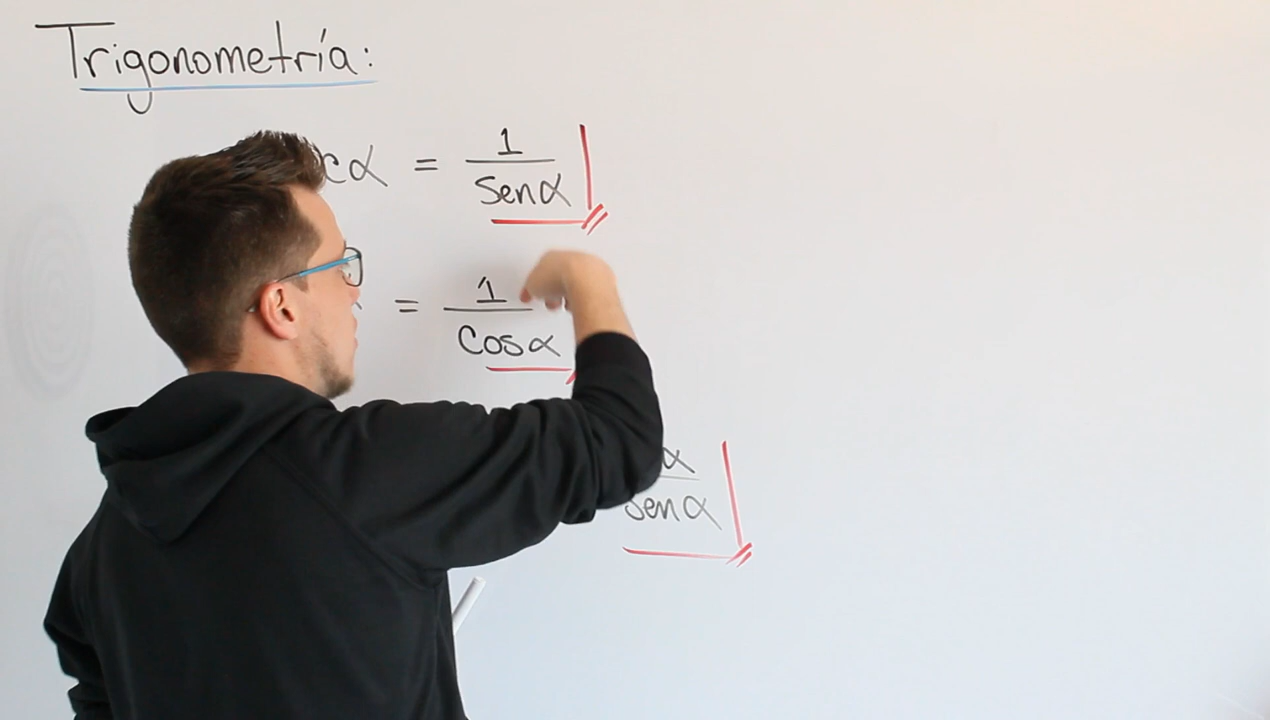 Trigonometría:
cα = 1
senα
= 1
Cosα
α
senα